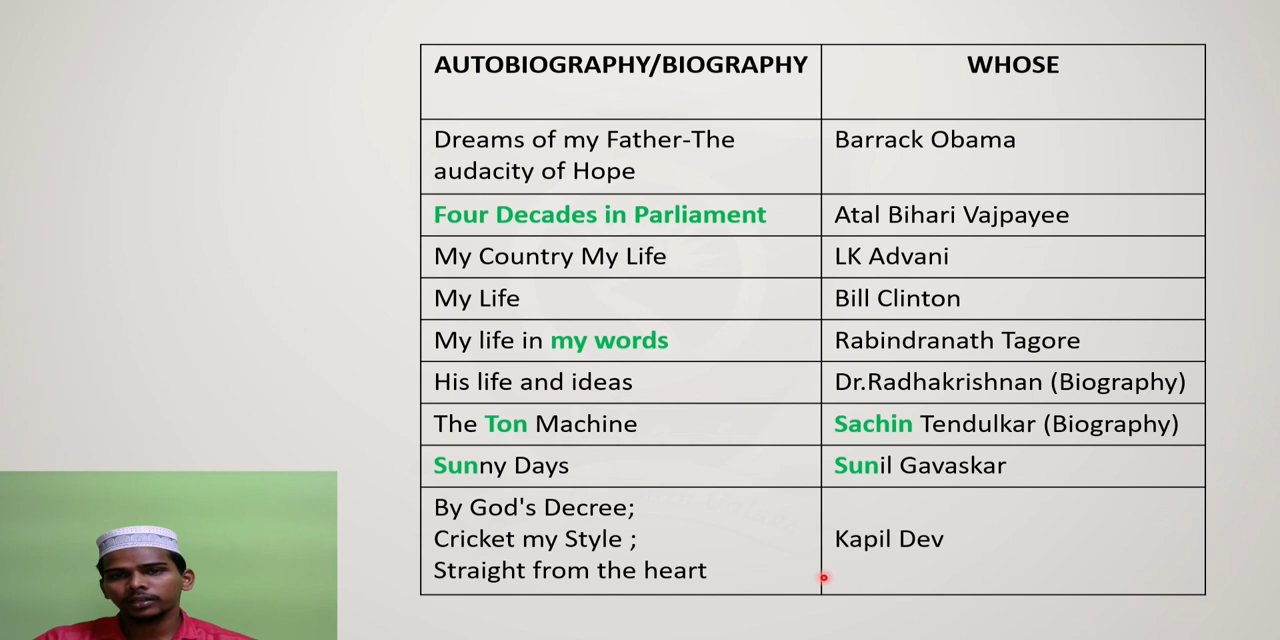 AUTOBIOGRAPHY/BIOGRAPHY WHOSE
Dreams of my Father-The
audacity of Hope
Barrack Obama
Four Decades in Parliament Atal Bihari Vajpayee
My Country My Life LK Advani
My Life Bill Clinton
My life in my words Rabindranath Tagore
His life and ideas Dr.Radhakrishnan (Biography)
The Ton Machine Sachin Tendulkar (Biography)
Sunny Days Sunil Gavaskar
By God's Decree;
Cricket my Style ;
Straight from the heart
Kapil Dev